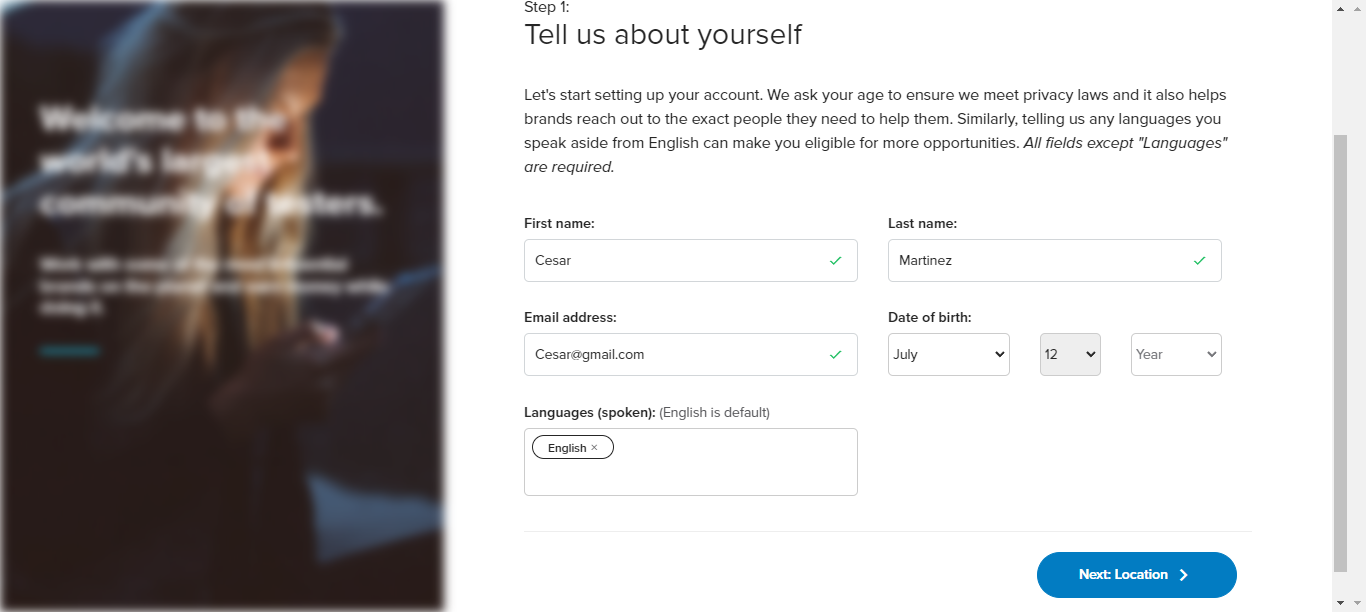 Welcome to the
world's largest
community of testers.
doing it.
Step 1:
Tell us about yourself
Let's start setting up your account. We ask your age to ensure we meet privacy laws and it also helps
brands reach out to the exact people they need to help them. Similarly, telling us any languages you
speak aside from English can make you eligible for more opportunities. All fields except "Languages"
are required.
First name:
Last name:
Cesar
Martinez
Email address:
Date of birth:
Cesar@gmail.com
July
12
Year
Languages (spoken): (English is default)
English ×
Next: Location